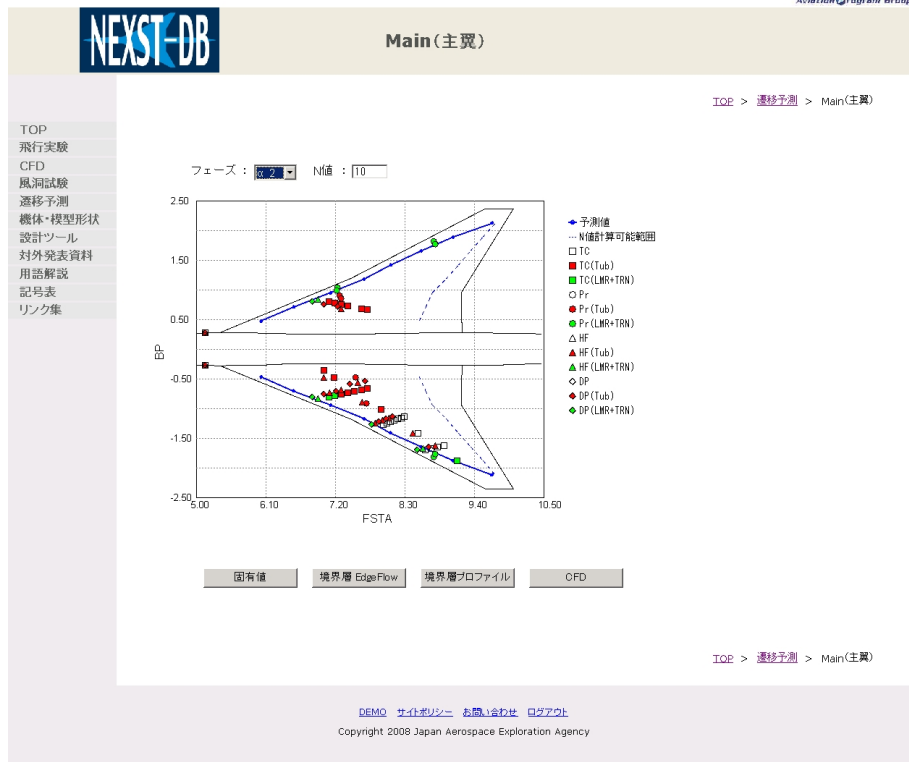 Aviation Program Group
NEXST-DB
Main(主翼)
TOP > 遷移予測 > Main(主翼)
TOP
飛行実験
CFD
風洞試験
遷移予測
機体・模型形状
設計ツール
対外発表資料
用語解説
記号表
リンク集
フェーズ : α 2 N値 : 10
2.50
1.50
0.50
-0.50
-1.50
-2.50
BP
5.00 6.10 7.20 8.30 9.40 10.50
FSTA
予測値
N値計算可能範囲
TC
TC(Tub)
TC(LMR+TRN)
Pr
Pr(Tub)
Pr(LMR+TRN)
HF
HF(Tub)
HF(LMR+TRN)
DP
DP(Tub)
DP(LMR+TRN)
固有値 境界層 EdgeFlow 境界層プロファイル CFD
TOP > 遷移予測 > Main(主翼)
DEMO サイトポリシー お問い合わせ ログアウト
Copyright 2008 Japan Aerospace Exploration Agency